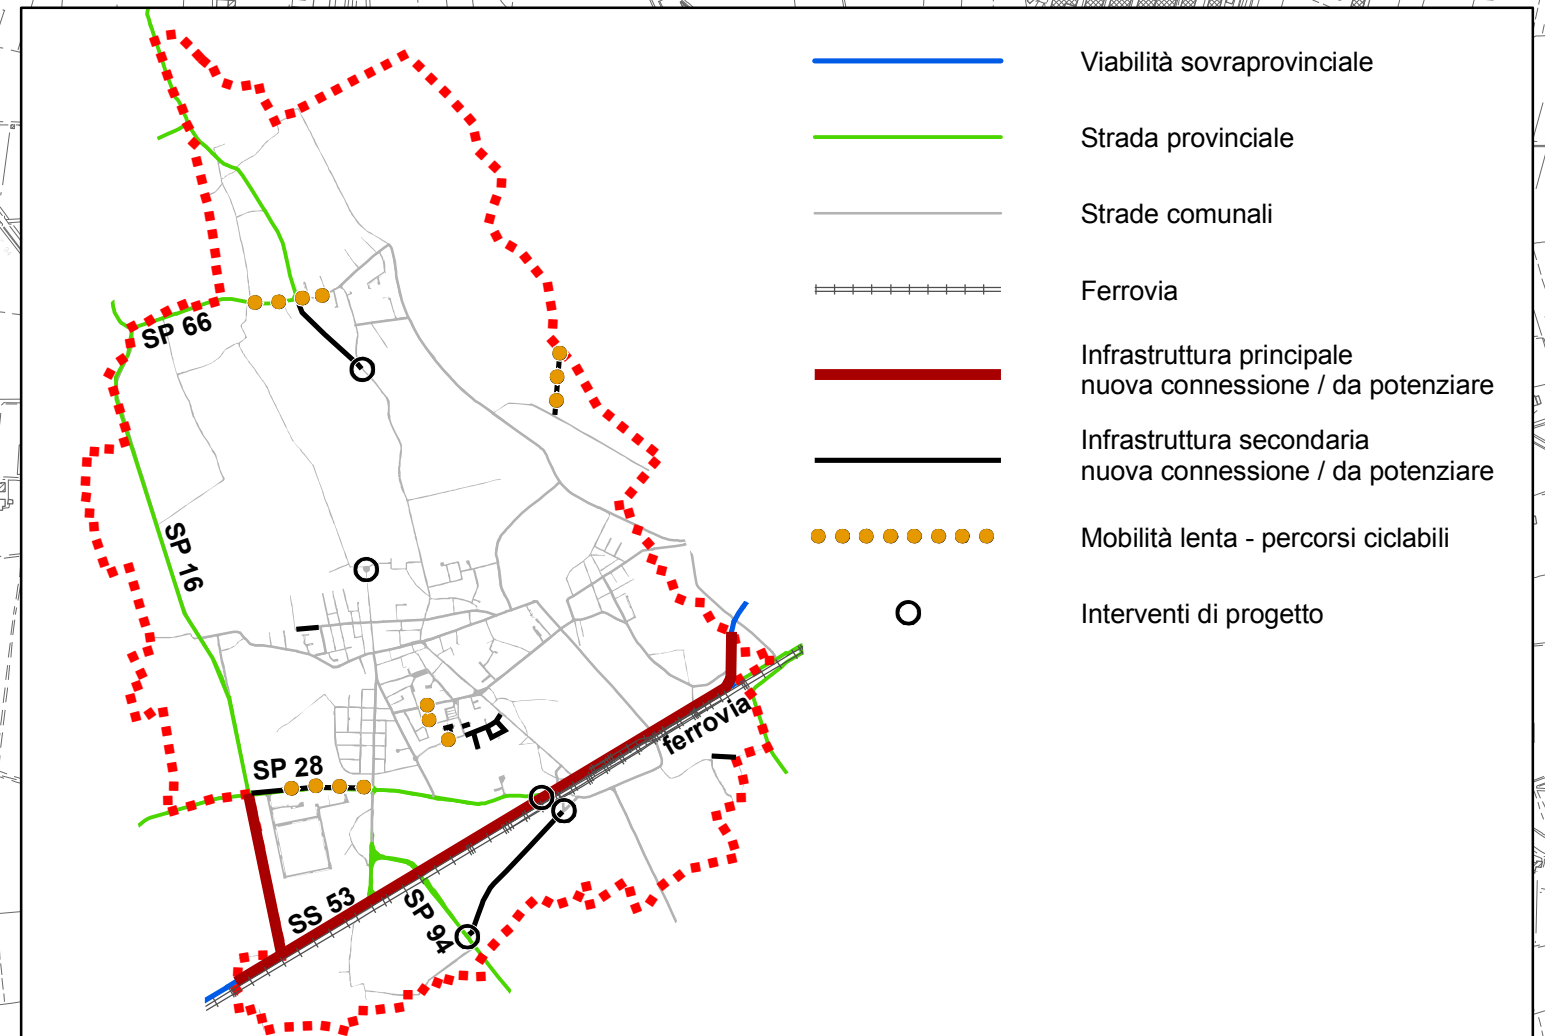 Viabilità sovraprovinciale
Strada provinciale
Strade comunali
Ferrovia
Infrastruttura principale
nuova connessione / da potenziare
Infrastruttura secondaria
nuova connessione / da potenziare
Mobilità lenta - percorsi ciclabili
Interventi di progetto
SP 66
SP 16
SP 28
ferrovia
SS 53
SP 94